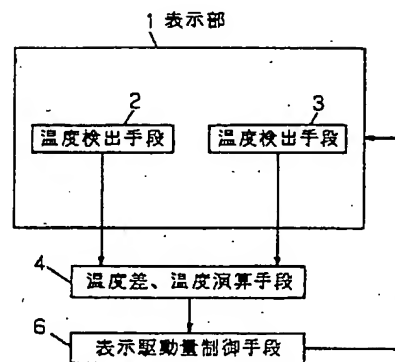 1 表示部
2
3
温度検出手段
温度検出手段
4
温度差、温度演算手段
6
表示駆動量制御手段